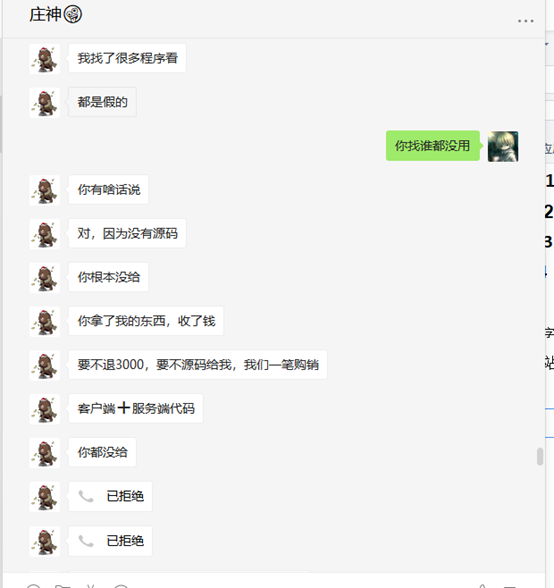 庄神
我找了很多程序看
都是假的
你找谁都没用
你有啥话说
对，因为没有源码
你根本没给
你拿了我的东西，收了钱
要不退3000，要不源码给我，我们一笔购销
客户端➕服务端代码
你都没给
已拒绝
已拒绝
1
2
3
站